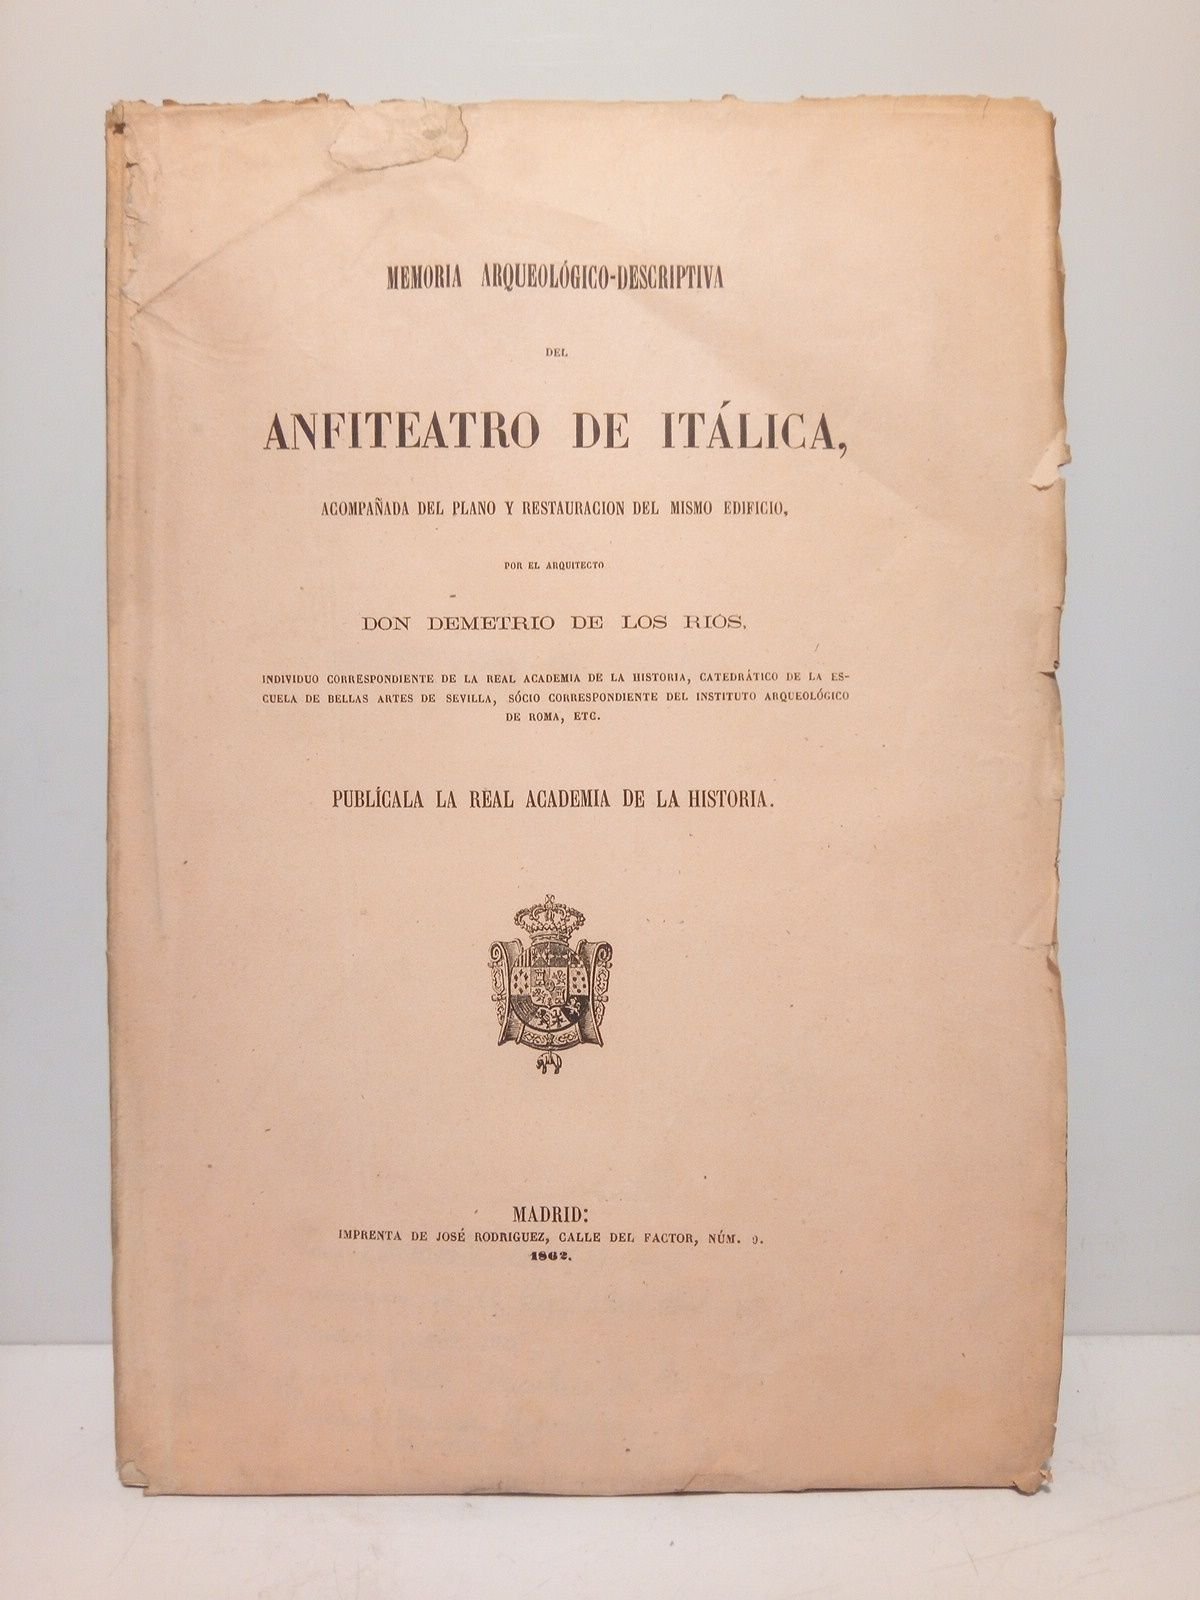 MEMORIA ARQUEOLÓGICO-DESCRIPTIVA
DEL
ANFITEATRO DE ITÁLICA,
ACOMPAÑADA DEL PLANO Y RESTAURACION DEL MISMO EDIFICIO,
POR EL ARQUITECTO
DON DEMETRIO DE LOS RIOS,
INDIVIDUO CORRESPONDIENTE DE LA REAL ACADEMIA DE LA HISTORIA, CATEDRÁTICO DE LA ES-
CUELA DE BELLAS ARTES DE SEVILLA, SÓCIO CORRESPONDIENTE DEL INSTITUTO ARQUEOLÓGICO
DE ROMA, ETC.
PUBLÍCALA LA REAL ACADEMIA DE LA HISTORIA.
MADRID:
IMPRENTA DE JOSÉ RODRIGUEZ, CALLE DEL FACTOR, NÚM. 9.
1862.